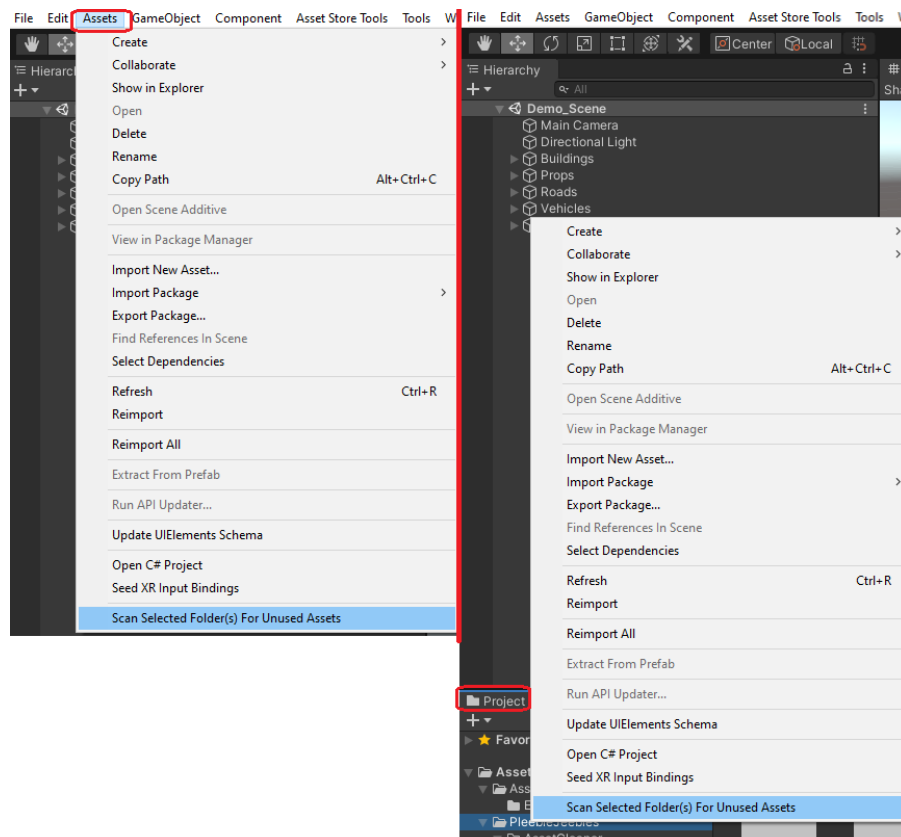 File Edit Assets GameObject Component Asset Store Tools Tools W
Hierarc
Create
Collaborate
Show in Explorer
Open
Delete
Rename
Copy Path Alt+Ctrl+C
Open Scene Additive
View in Package Manager
Import New Asset...
Import Package
Export Package...
Find References In Scene
Select Dependencies
Refresh Ctrl+R
Reimport
Reimport All
Extract From Prefab
Run API Updater...
Update UIElements Schema
Open C# Project
Seed XR Input Bindings
Scan Selected Folder(s) For Unused Assets
File Edit Assets GameObject Component Asset Store Tools Tools
Center Local
Hierarchy
All
Sh
Demo_Scene
Main Camera
Directional Light
Buildings
Props
Roads
Vehicles
Create
Collaborate
Show in Explorer
Open
Delete
Rename
Copy Path Alt+Ctrl+C
Open Scene Additive
View in Package Manager
Import New Asset...
Import Package
Export Package...
Find References In Scene
Select Dependencies
Refresh Ctrl+R
Reimport
Reimport All
Extract From Prefab
Run API Updater...
Update UIElements Schema
Open C# Project
Seed XR Input Bindings
Scan Selected Folder(s) For Unused Assets
Project
Favor
Asset
Ass
E
PleebieJeebies